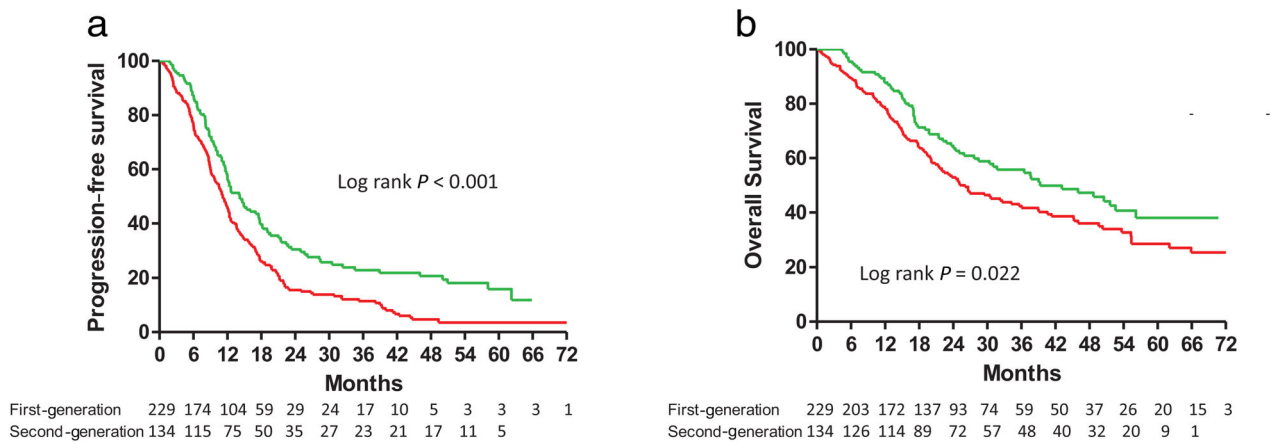 a
Progression-free survival
100
80
60
40
20
0
Log rank P < 0.001
0 6 12 18 24 30 36 42 48 54 60 66 72
Months
First-generation 229 174 104 59 29 24 17 10 5 3 3 3 1
Second-generation 134 115 75 50 35 27 23 21 17 11 5
b
Overall Survival
100
80
60
40
20
0
Log rank P = 0.022
0 6 12 18 24 30 36 42 48 54 60 66 72
Months
First-generation 229 203 172 137 93 74 59 50 37 26 20 15 3
Second-generation 134 126 114 89 72 57 48 40 32 20 9 1